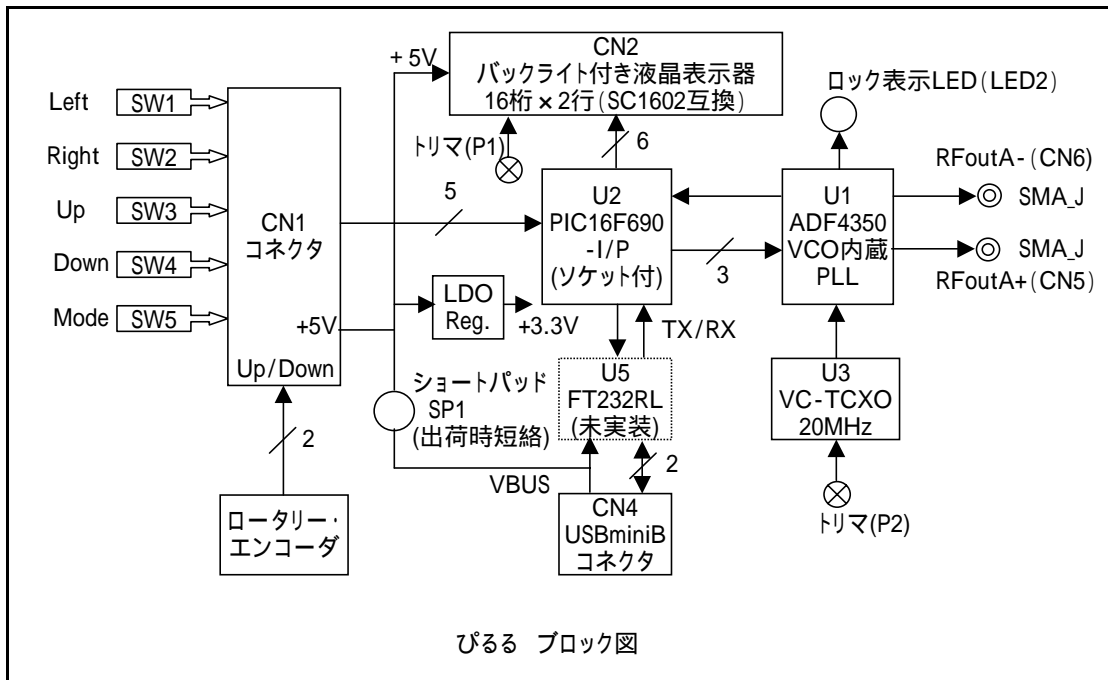 CN2
バックライト付き液晶表示器
16桁×2行(SC1602互換)
+5V
ロック表示LED(LED2)
Left
SW1
Right
SW2
Up
SW3
Down
SW4
Mode
SW5
CN1
コネクタ
+5V
Up/Down
トリマ(P1)
6
5
U2
PIC16F690
-I/P
(ソケット付)
3
U1
ADF4350
VCO内蔵
PLL
RFoutA-(CN6)
SMA_J
SMA_J
RFoutA+(CN5)
LDO
Reg.
+3.3V
TX/RX
ショートパッド
SP1
(出荷時短絡)
U5
FT232RL
(未実装)
U3
VC-TCXO
20MHz
2
VBUS
2
CN4
USBminiB
コネクタ
トリマ(P2)
ロータリー・
エンコーダ
ぴるる ブロック図